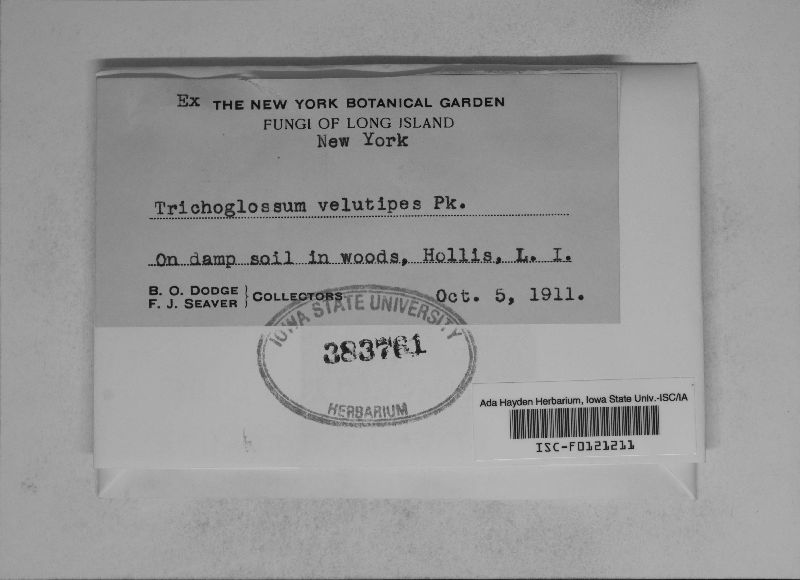 Ex THE NEW YORK BOTANICAL GARDEN
FUNGI OF LONG ISLAND
New York
Trichoglossum velutipes Pk.
On damp soil in woods, Hollis, L. I.
B. O. DODGE
F. J. SEAVER } COLLECTORS Oct. 5, 1911.
IOWA STATE UNIVERSITY
383761
HERBARIUM
Ada Hayden Herbarium, Iowa State Univ.-ISC/IA
ISC-F0121211